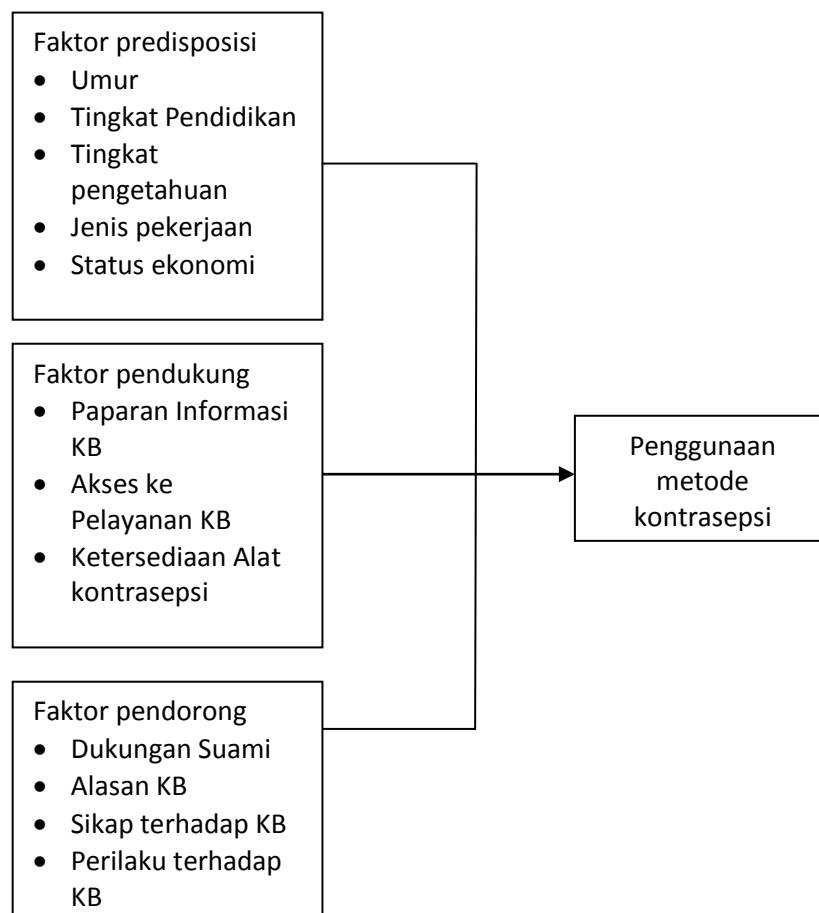 Faktor predisposisi
• Umur
• Tingkat Pendidikan
• Tingkat
pengetahuan
• Jenis pekerjaan
• Status ekonomi
Faktor pendukung
• Paparan Informasi
KB
• Akses ke
Pelayanan KB
• Ketersediaan Alat
kontrasepsi
Penggunaan
metode
kontrasepsi
Faktor pendorong
• Dukungan Suami
• Alasan KB
• Sikap terhadap KB
• Perilaku terhadap
KB